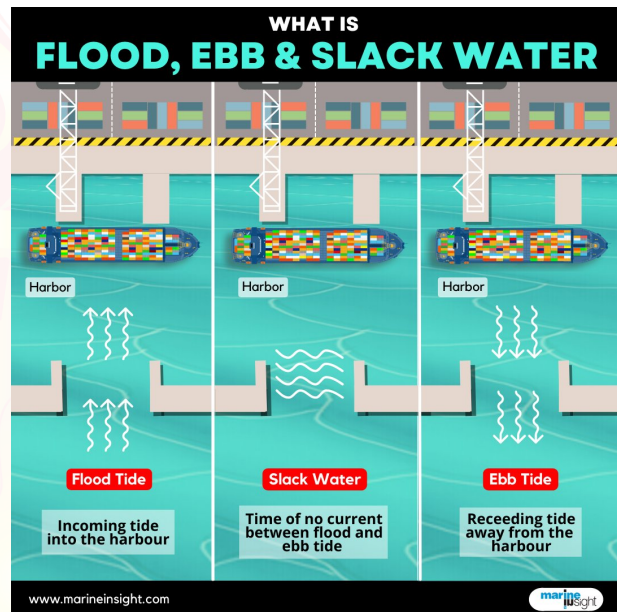 WHAT IS
FLOOD, EBB & SLACK WATER
Harbor
Harbor
Harbor
Flood Tide
Slack Water
Ebb Tide
Incoming tide
into the harbour
Time of no current
between flood and
ebb tide
Receeding tide
away from the
harbour
www.marineinsight.com
marine
insight